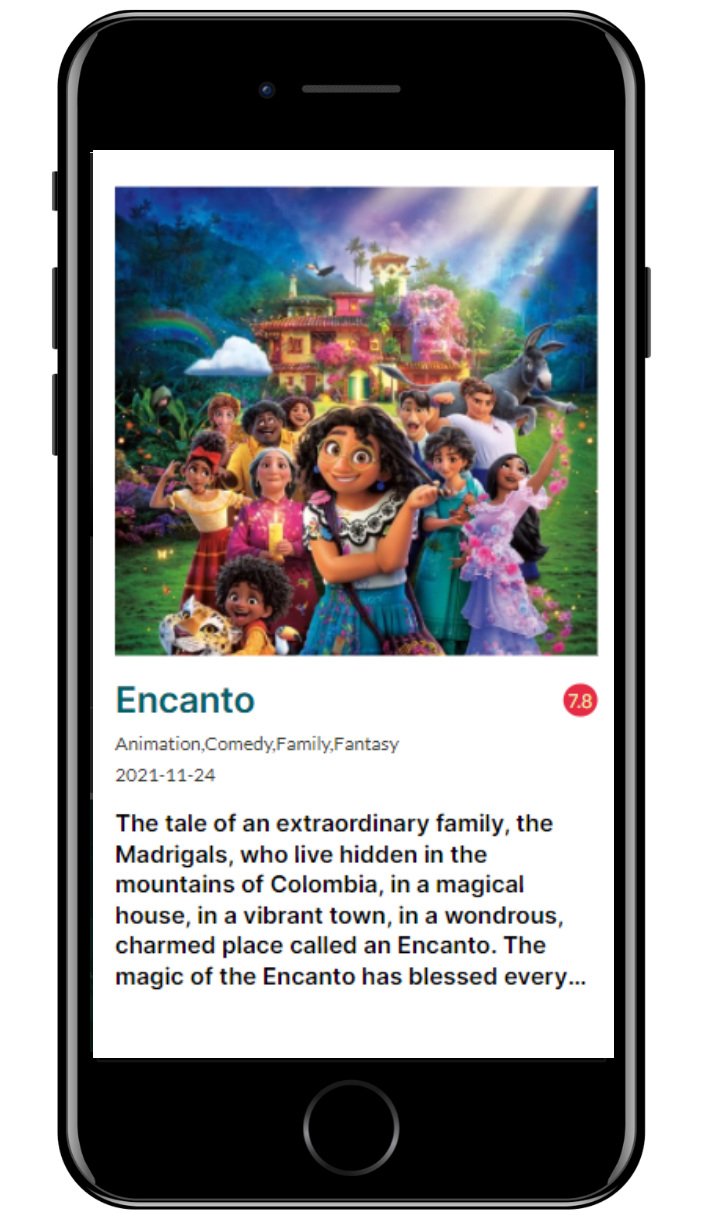 Encanto
7.8
Animation,Comedy,Family,Fantasy
2021-11-24
The tale of an extraordinary family, the
Madrigals, who live hidden in the
mountains of Colombia, in a magical
house, in a vibrant town, in a wondrous,
charmed place called an Encanto. The
magic of the Encanto has blessed every...